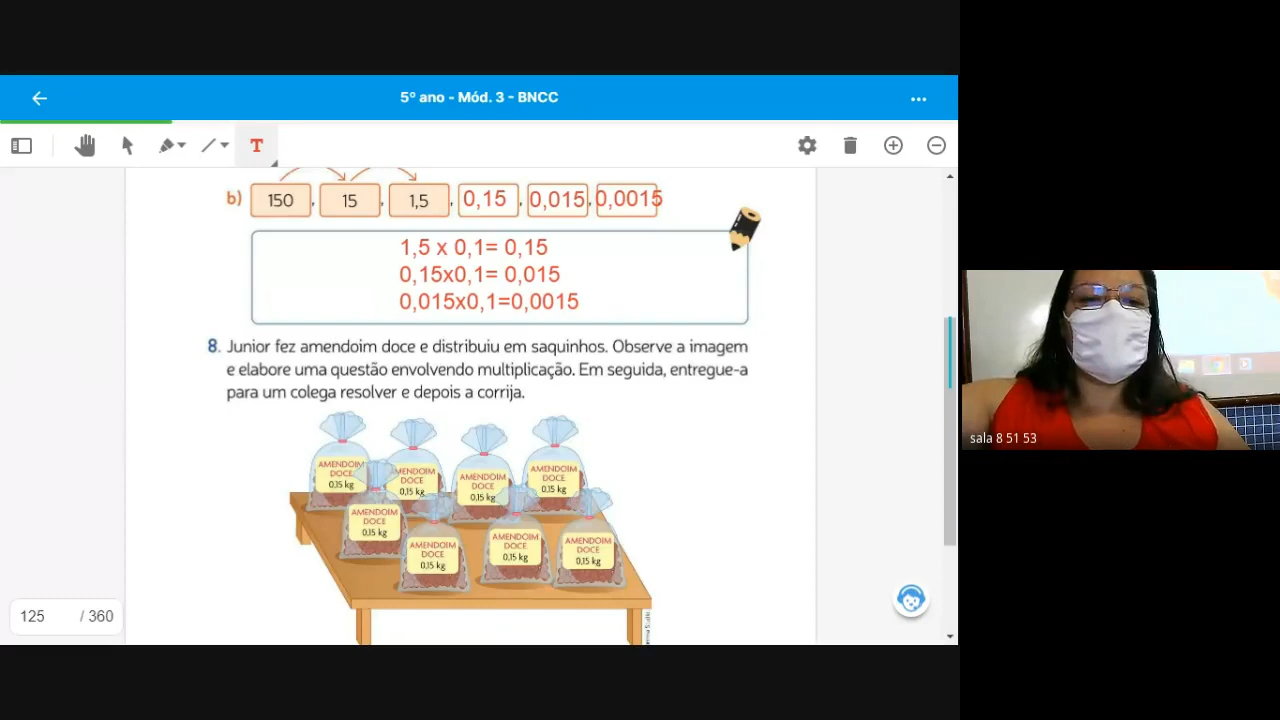 5º ano - Mód. 3 - BNCC
T
b) 150 , 15 , 1,5 , 0,15 , 0,015 , 0,0015
1,5 x 0,1= 0,15
0,15x0,1= 0,015
0,015x0,1=0,0015
8. Junior fez amendoim doce e distribuiu em saquinhos. Observe a imagem
e elabore uma questão envolvendo multiplicação. Em seguida, entregue-a
para um colega resolver e depois a corrija.
AMENDOIM
DOCE
0,15 kg
AMENDOIM
DOCE
0,15 kg
AMENDOIM
DOCE
0,15 kg
AMENDOIM
DOCE
0,15 kg
AMENDOIM
DOCE
0,15 kg
AMENDOIM
DOCE
0,15 kg
AMENDOIM
DOCE
0,15 kg
AMENDOIM
DOCE
0,15 kg
125 / 360
sala 8 51 53